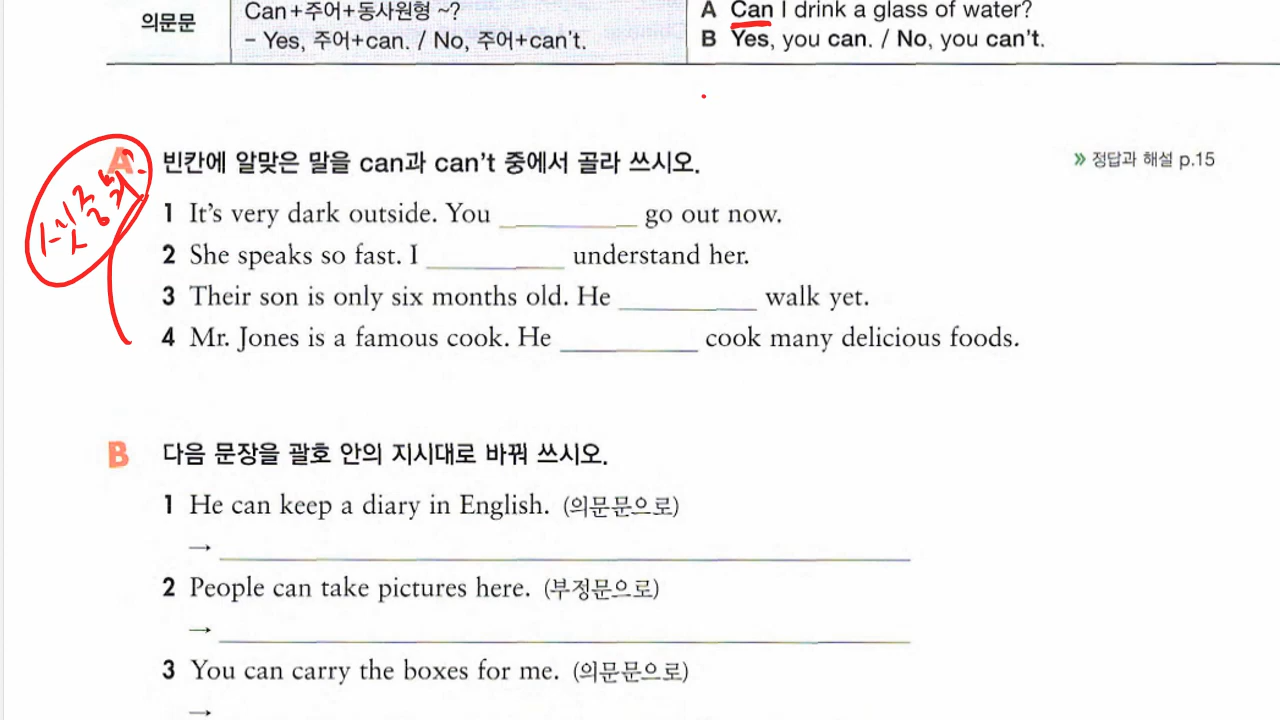 의문문
Can+주어+동사원형 ~?
– Yes, 주어+can. / No, 주어+can't.
A Can I drink a glass of water?
B Yes, you can. / No, you can't.
A 빈칸에 알맞은 말을 can과 can't 중에서 골라 쓰시오.
» 정답과 해설 p.15
1 It's very dark outside. You ________ go out now.
2 She speaks so fast. I ________ understand her.
3 Their son is only six months old. He ________ walk yet.
4 Mr. Jones is a famous cook. He ________ cook many delicious foods.
B 다음 문장을 괄호 안의 지시대로 바꿔 쓰시오.
1 He can keep a diary in English. (의문문으로)
→
2 People can take pictures here. (부정문으로)
→
3 You can carry the boxes for me. (의문문으로)
→